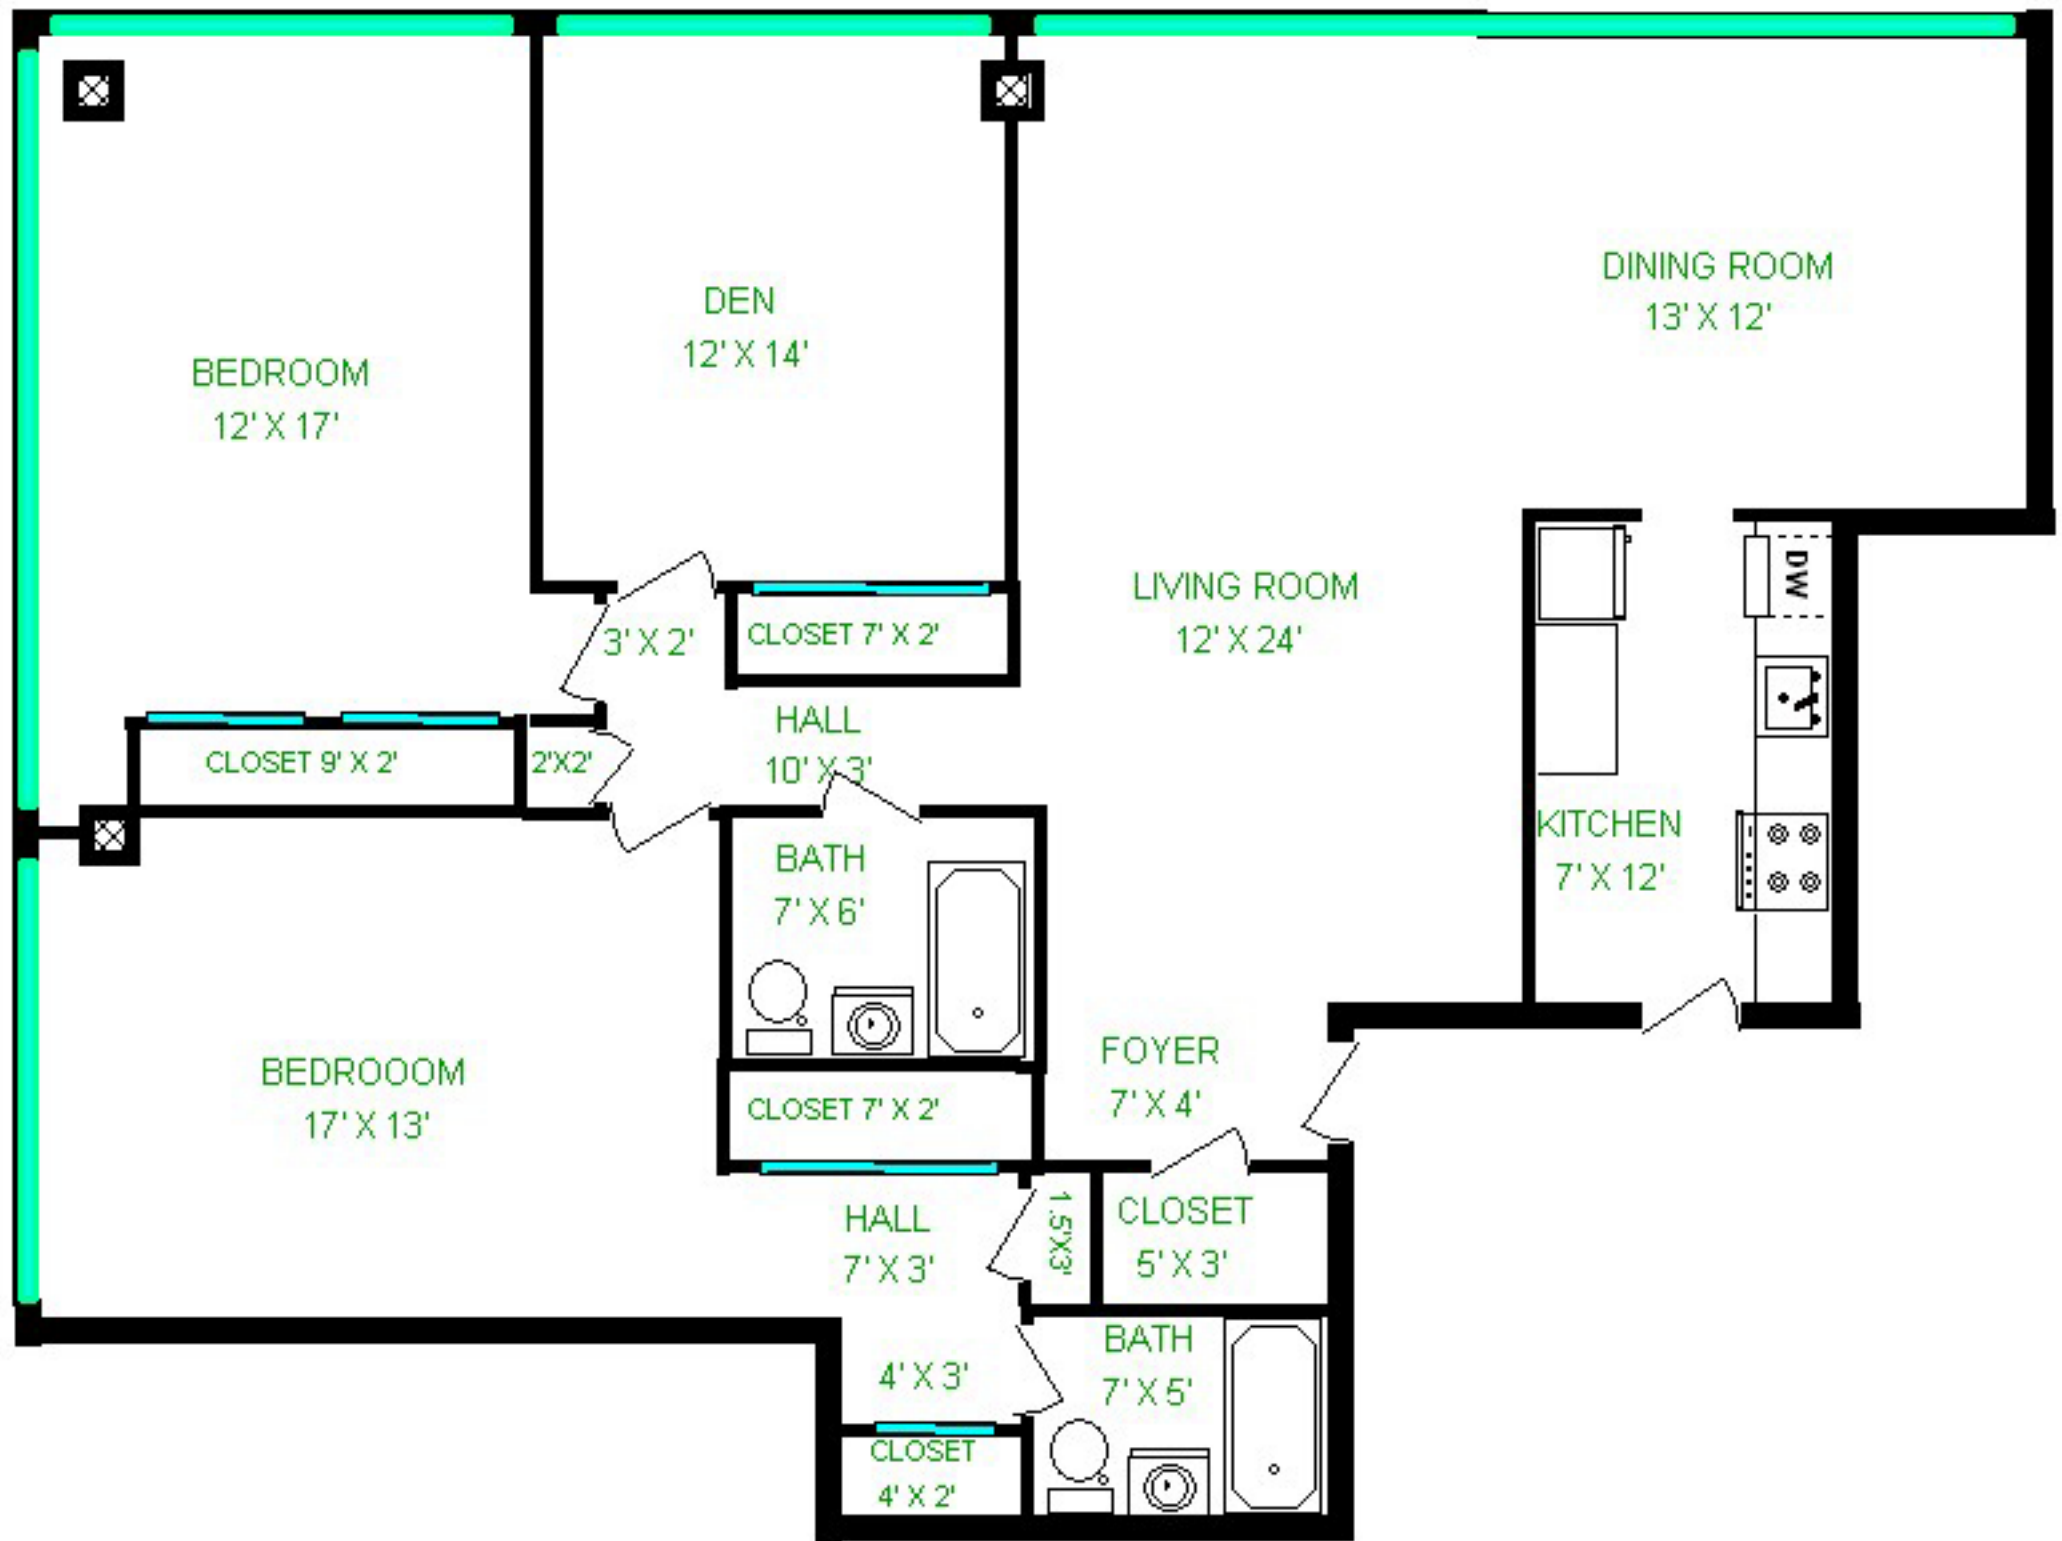 DINING ROOM
13' X 12'
DEN
12' X 14'
BEDROOM
12' X 17'
LIVING ROOM
12' X 24'
DW
3' X 2'
CLOSET 7' X 2'
HALL
10' X 3'
CLOSET 9' X 2'
2'X2'
KITCHEN
7' X 12'
BATH
7' X 6'
BEDROOOM
17' X 13'
FOYER
7' X 4'
CLOSET 7' X 2'
HALL
7' X 3'
1.5'X3'
CLOSET
5' X 3'
BATH
7' X 5'
4' X 3'
CLOSET
4' X 2'